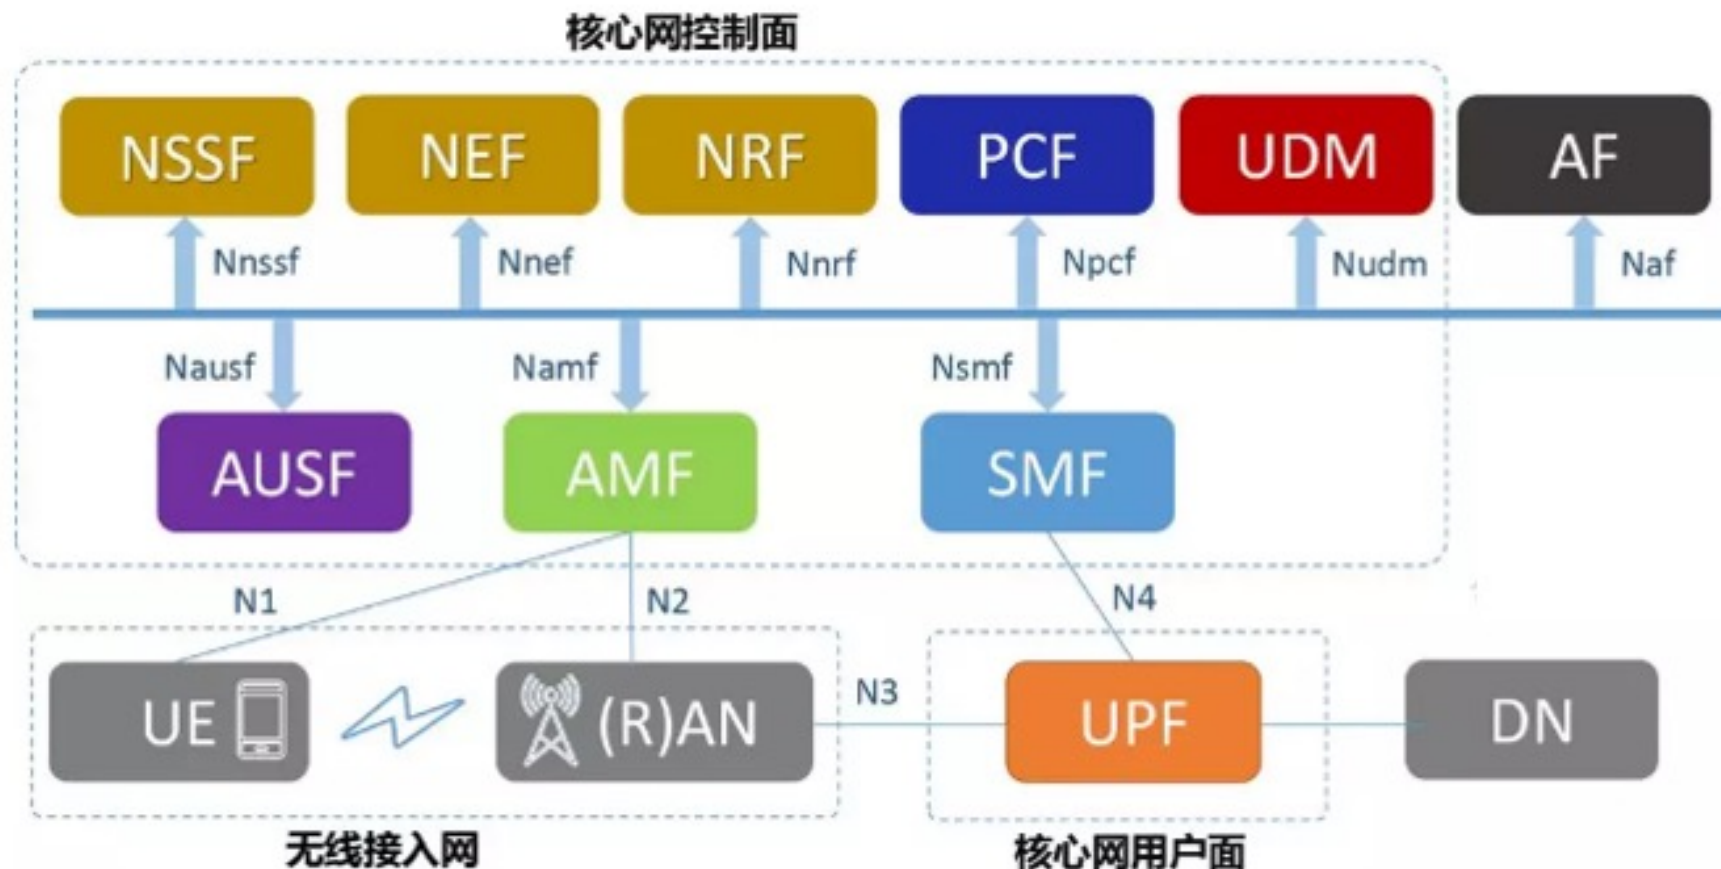 核心网控制面
NSSF NEF NRF PCF UDM AF
Nnssf Nnef Nnrf Npcf Nudm Naf
Nausf Namf Nsmf
AUSF AMF SMF
N1 N2 N4
UE (R)AN N3 UPF DN
无线接入网 核心网用户面